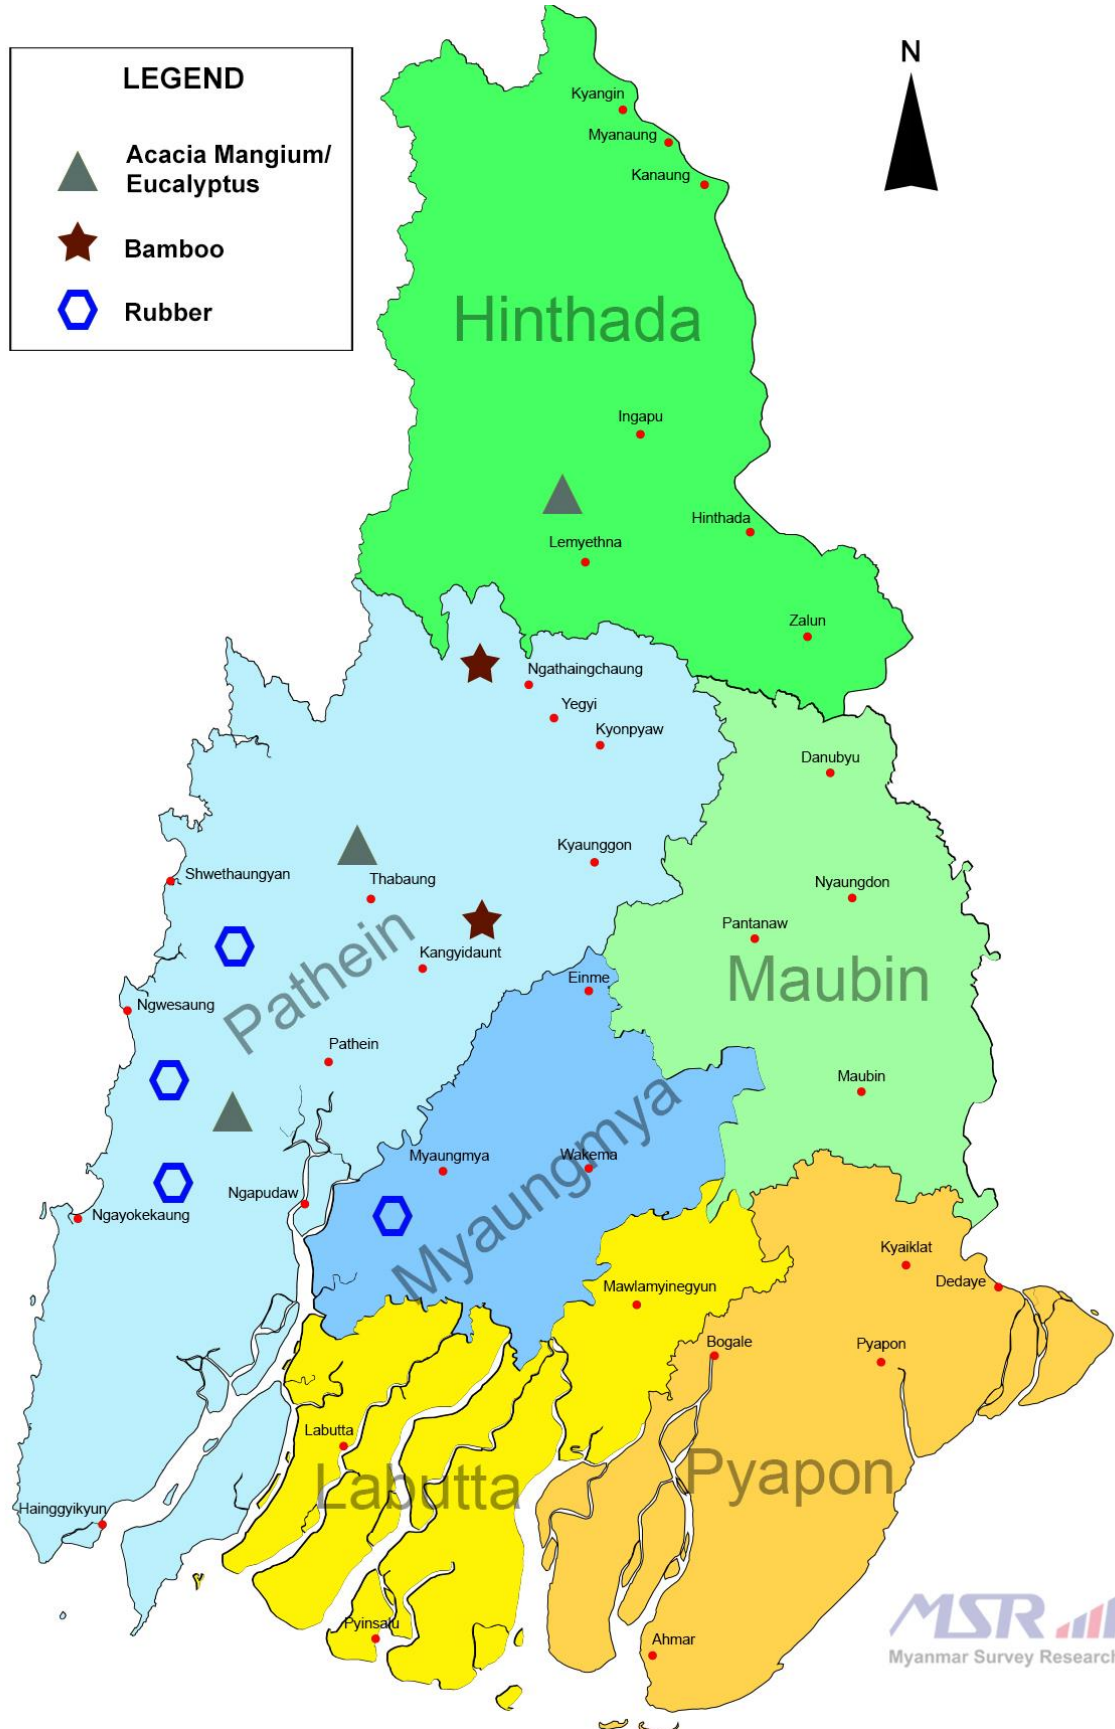 LEGEND
Acacia Mangium/
Eucalyptus
Bamboo
Rubber
N
Kyangin
Myanaung
Kanaung
Hinthada
Ingapu
Hinthada
Lemyethna
Zalun
Ngathaingchaung
Yegyi
Kyonpyaw
Danubyu
Kyaunggon
Shwethaungyan
Thabaung
Nyaungdon
Pantanaw
Kangyidaunt
Pathein
Maubin
Einme
Ngwesaung
Pathein
Maubin
Myaungmya
Wakema
Myaungmya
Ngapudaw
Ngayokekaung
Kyaiklat
Dedaye
Mawlamyinegyun
Bogale
Pyapon
Labutta
Labutta
Pyapon
Hainggyikyun
Pyinsalu
Ahmar
MSR
Myanmar Survey Research